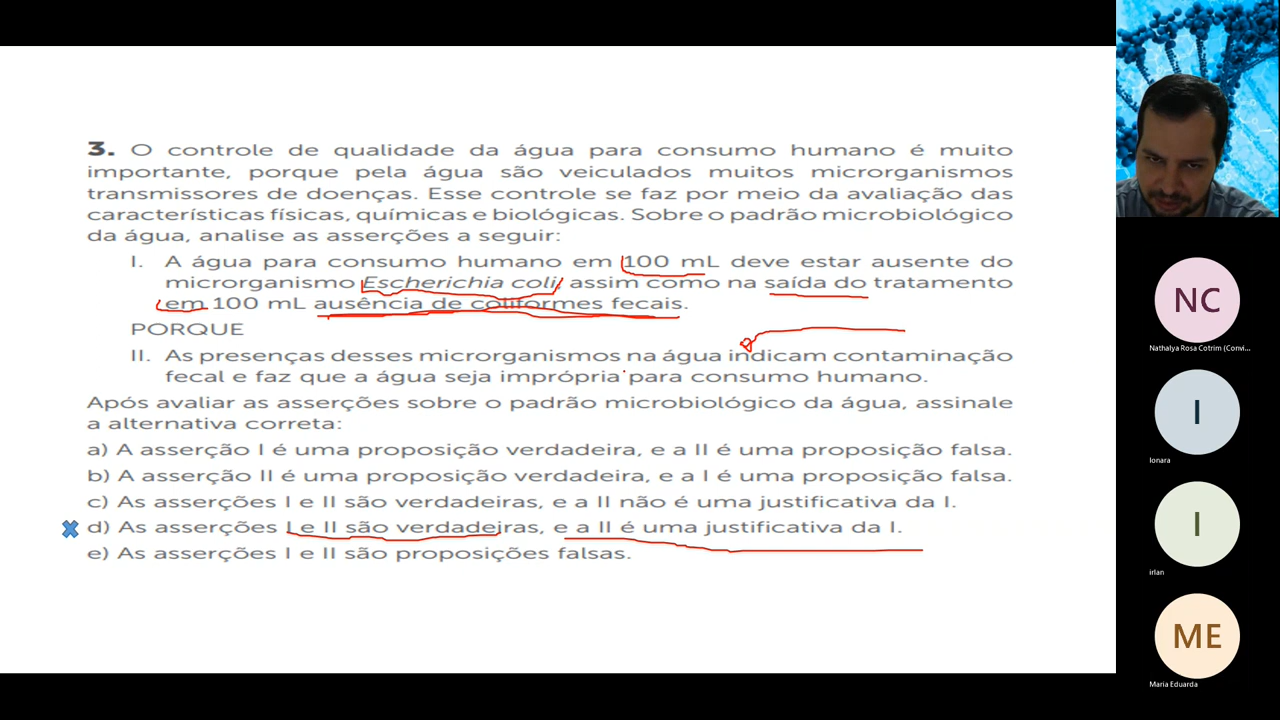 3. O controle de qualidade da água para consumo humano é muito
importante, porque pela água são veiculados muitos microrganismos
transmissores de doenças. Esse controle se faz por meio da avaliação das
características físicas, químicas e biológicas. Sobre o padrão microbiológico
da água, analise as asserções a seguir:
I. A água para consumo humano em 100 mL deve estar ausente do
microrganismo Escherichia coli, assim como na saída do tratamento
em 100 mL ausência de coliformes fecais.
PORQUE
II. As presenças desses microrganismos na água indicam contaminação
fecal e faz que a água seja imprópria para consumo humano.
Após avaliar as asserções sobre o padrão microbiológico da água, assinale
a alternativa correta:
a) A asserção I é uma proposição verdadeira, e a II é uma proposição falsa.
b) A asserção II é uma proposição verdadeira, e a I é uma proposição falsa.
c) As asserções I e II são verdadeiras, e a II não é uma justificativa da I.
d) As asserções I e II são verdadeiras, e a II é uma justificativa da I.
e) As asserções I e II são proposições falsas.
NC
Nathalya Rosa Cotrim (Convi...
I
Ionara
I
irlan
ME
Maria Eduarda